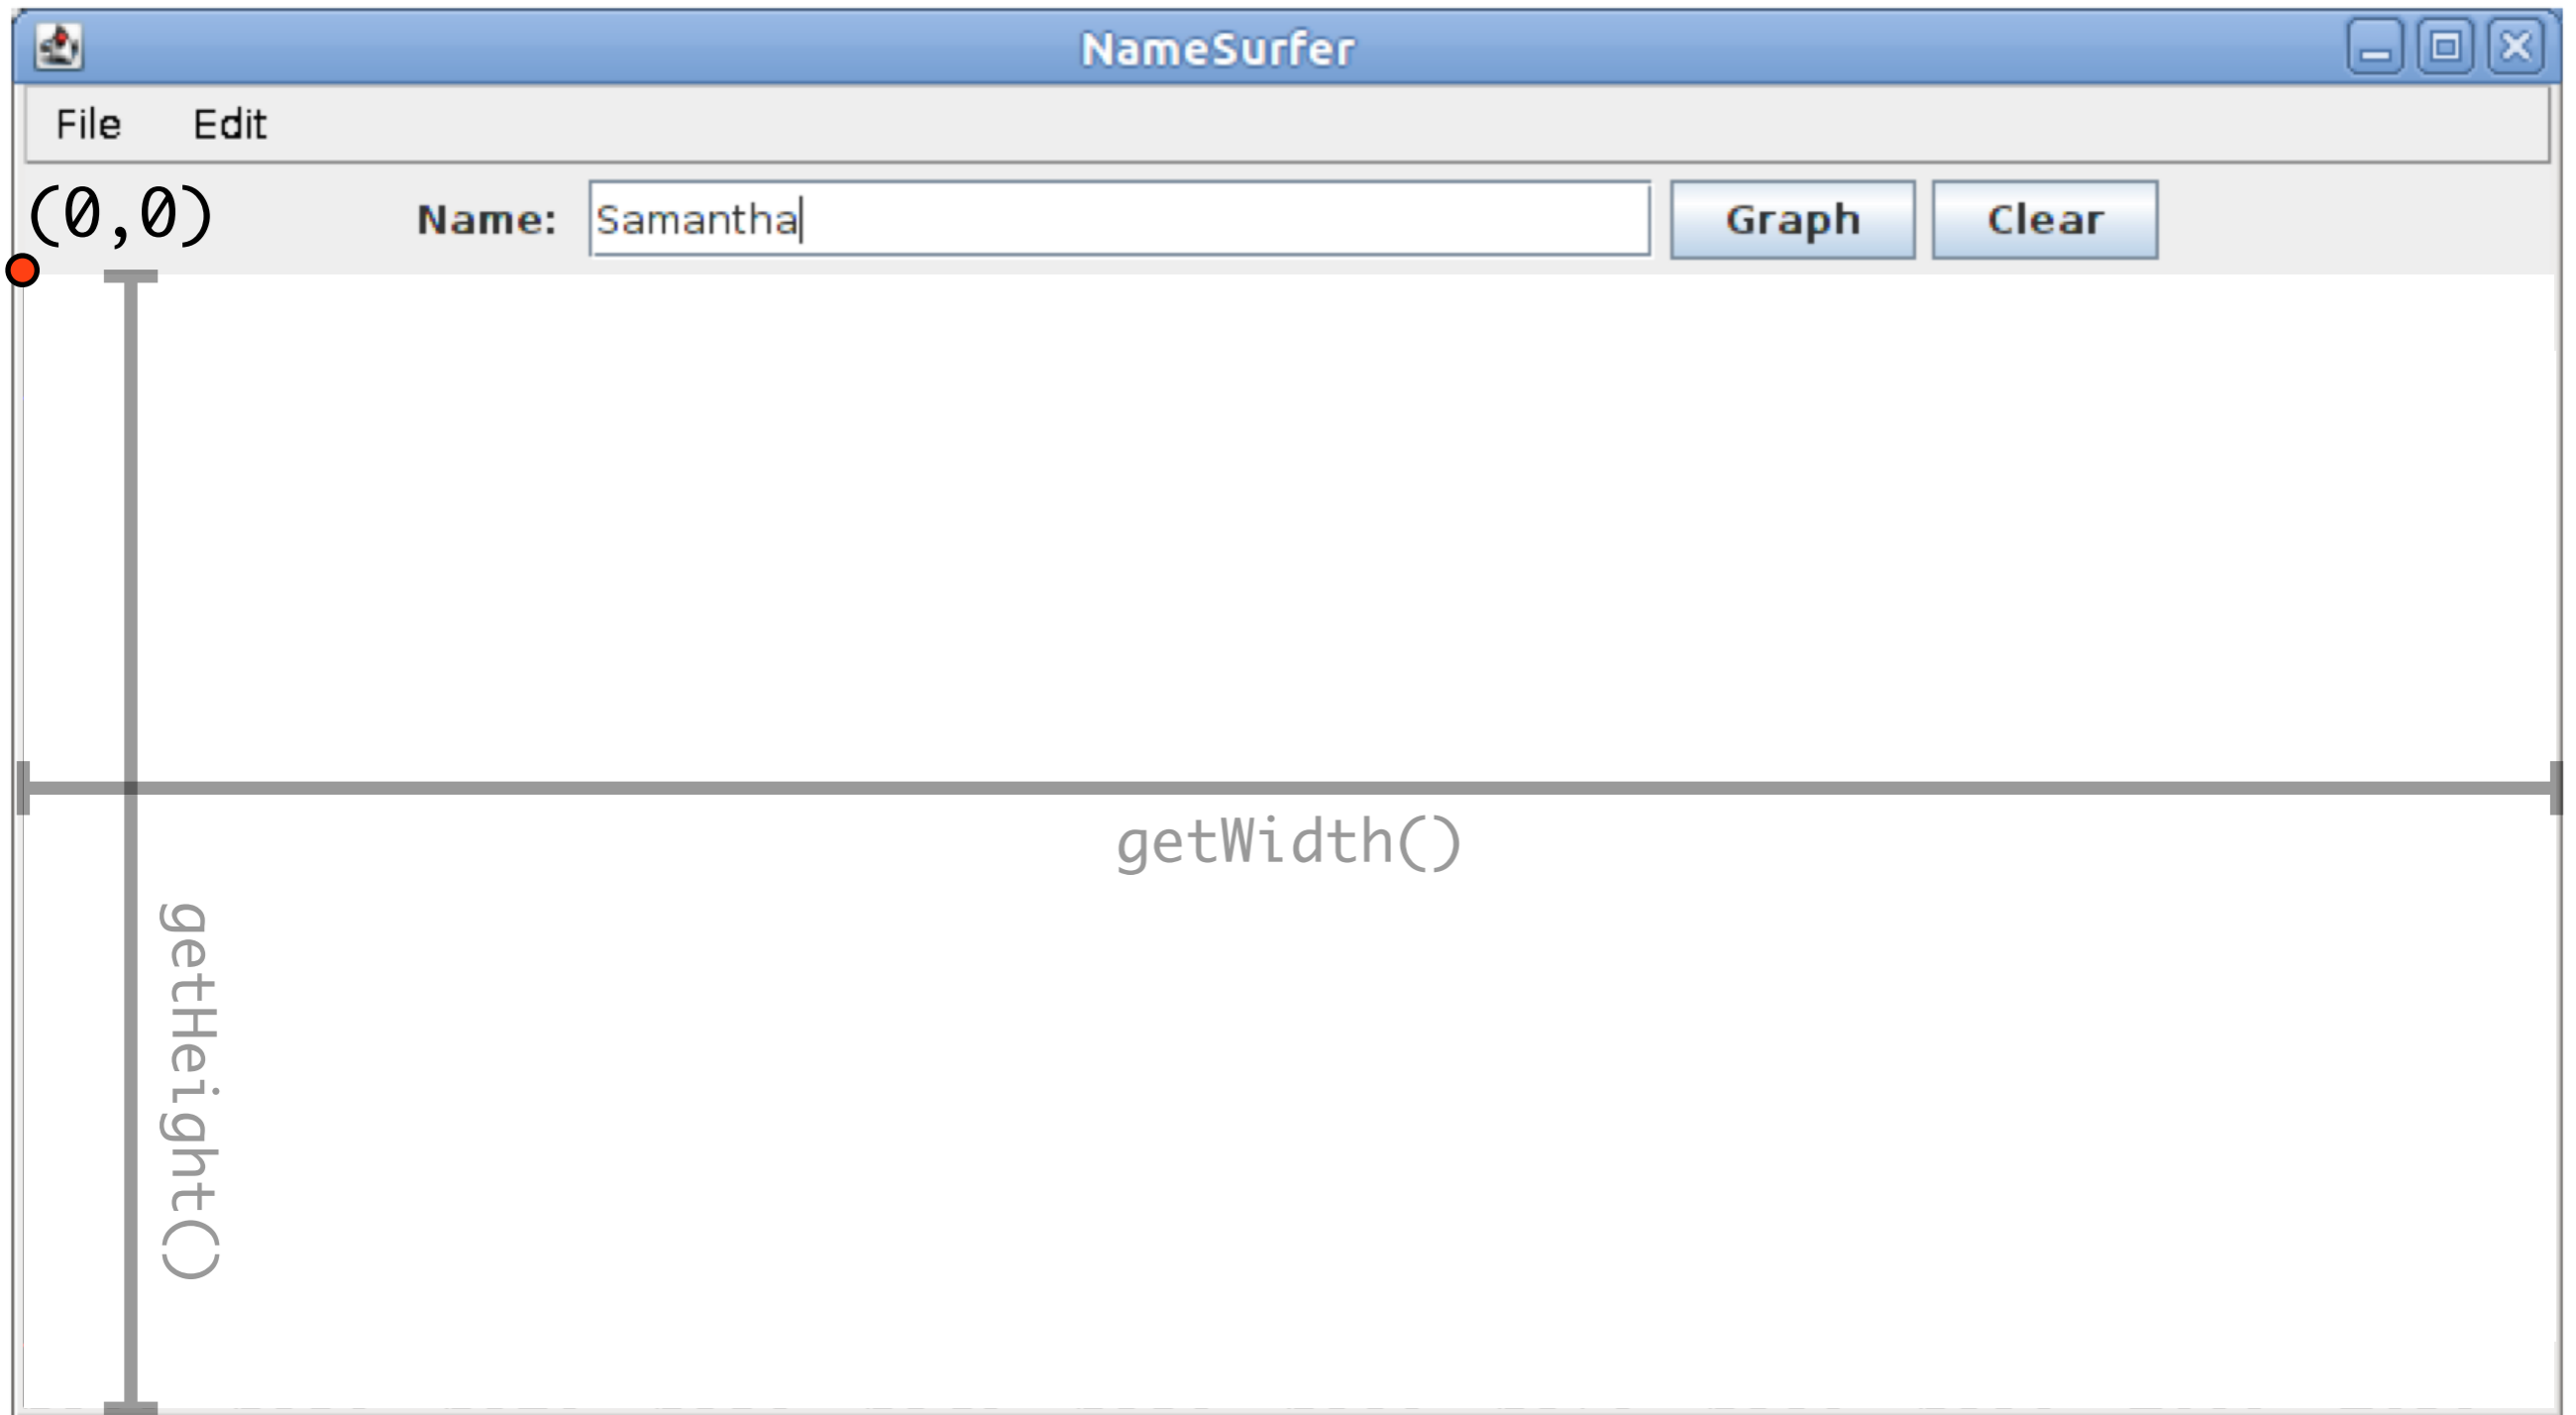 NameSurfer
File Edit
(0,0)
Name: Samantha Graph Clear
getWidth()
getHeight()